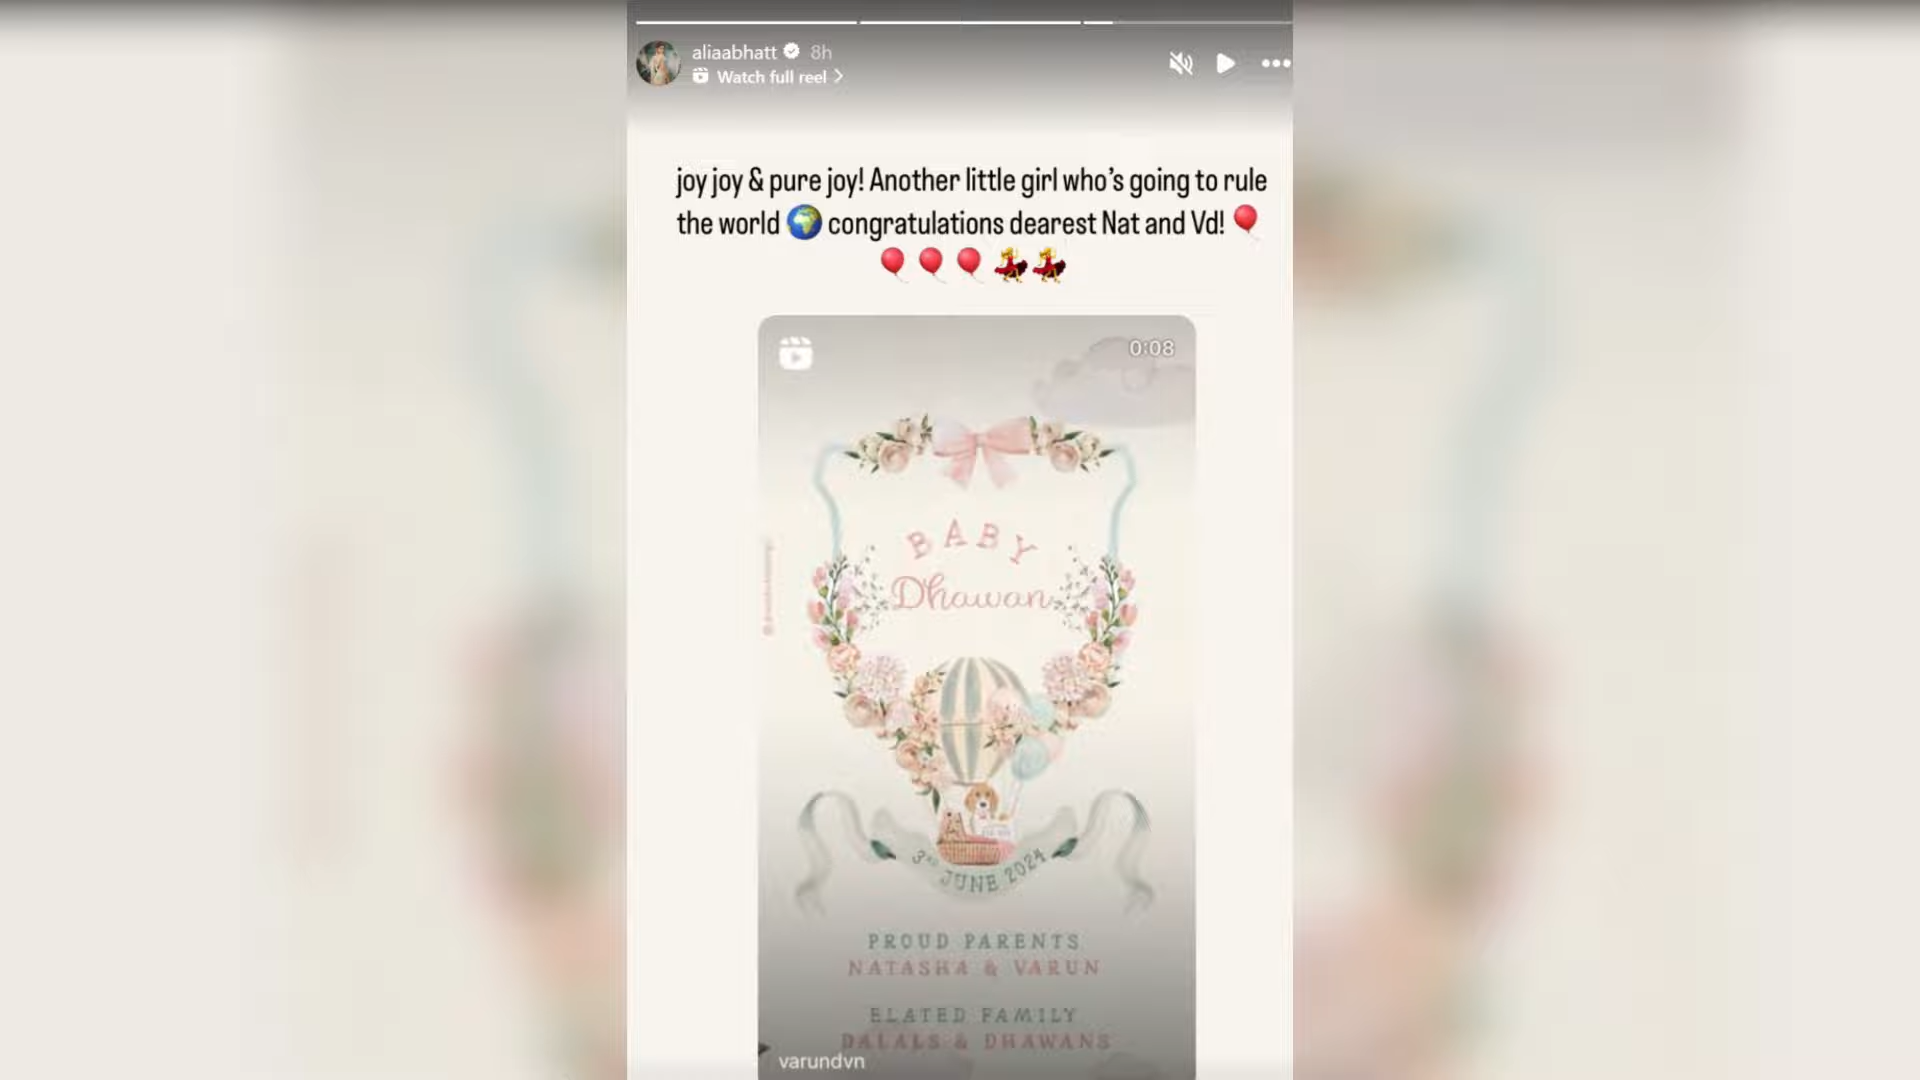 aliaabhatt 8h
Watch full reel
joy joy & pure joy! Another little girl who's going to rule
the world 🌍 congratulations dearest Nat and Vd! 🎈
🎈🎈🎈💃💃
0:08
BABY
Dhawan
3RD JUNE 2024
PROUD PARENTS
NATASHA & VARUN
ELATED FAMILY
DALALS & DHAWANS
varundvn